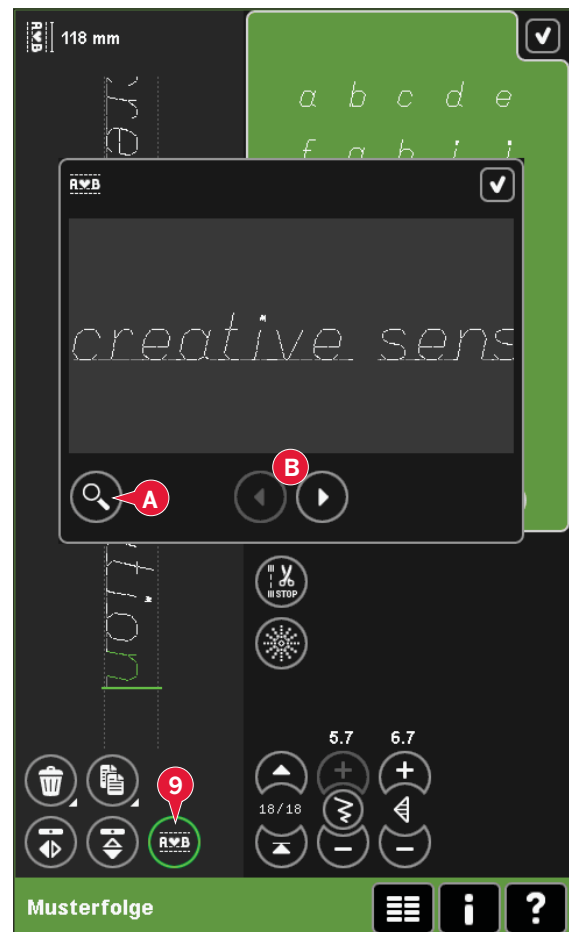 A♥B 118 mm
a b c d e
f g h i j
A♥B
creative sens
A
B
STOP
5.7 6.7
18/18
9
A♥B
Musterfolge
i ?